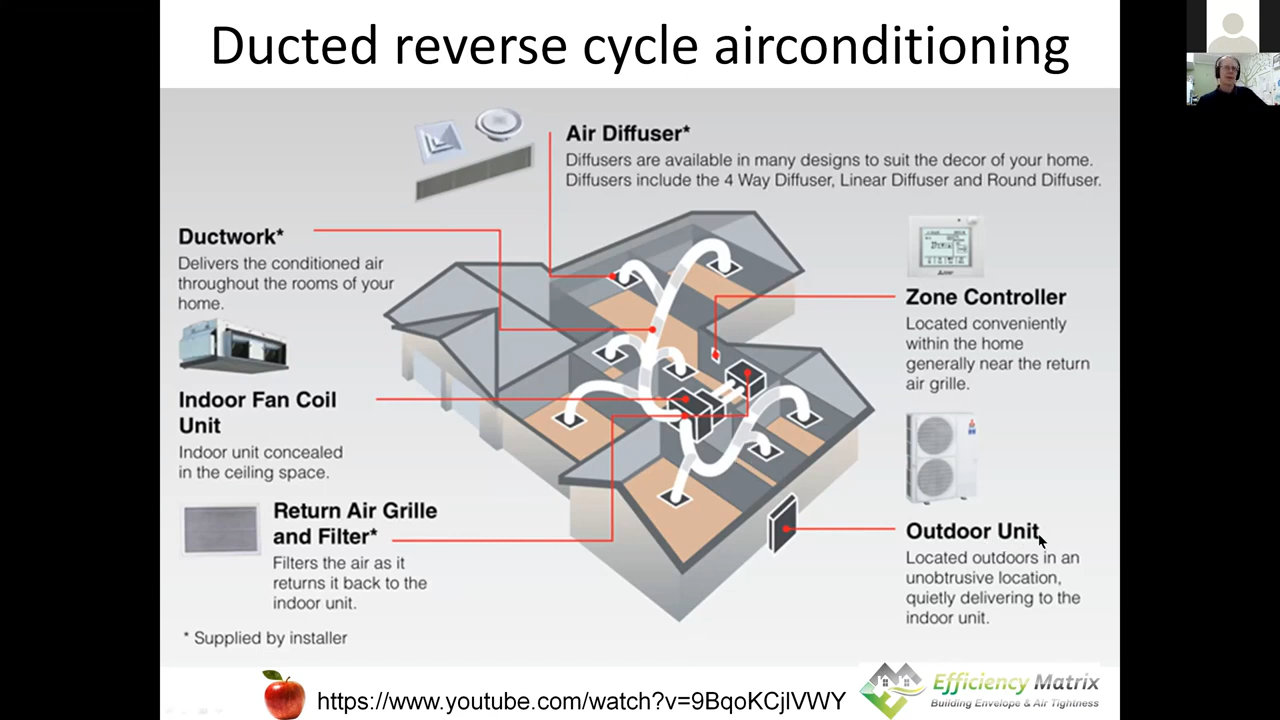 Ducted reverse cycle airconditioning
Air Diffuser*
Diffusers are available in many designs to suit the decor of your home.
Diffusers include the 4 Way Diffuser, Linear Diffuser and Round Diffuser.
Ductwork*
Delivers the conditioned air
throughout the rooms of your
home.
Zone Controller
Located conveniently
within the home
generally near the return
air grille.
Indoor Fan Coil
Unit
Indoor unit concealed
in the ceiling space.
Return Air Grille
and Filter*
Filters the air as it
returns it back to the
indoor unit.
Outdoor Unit
Located outdoors in an
unobtrusive location,
quietly delivering to the
indoor unit.
* Supplied by installer
https://www.youtube.com/watch?v=9BqoKCjIVWY
Efficiency Matrix
Building Envelope & Air Tightness